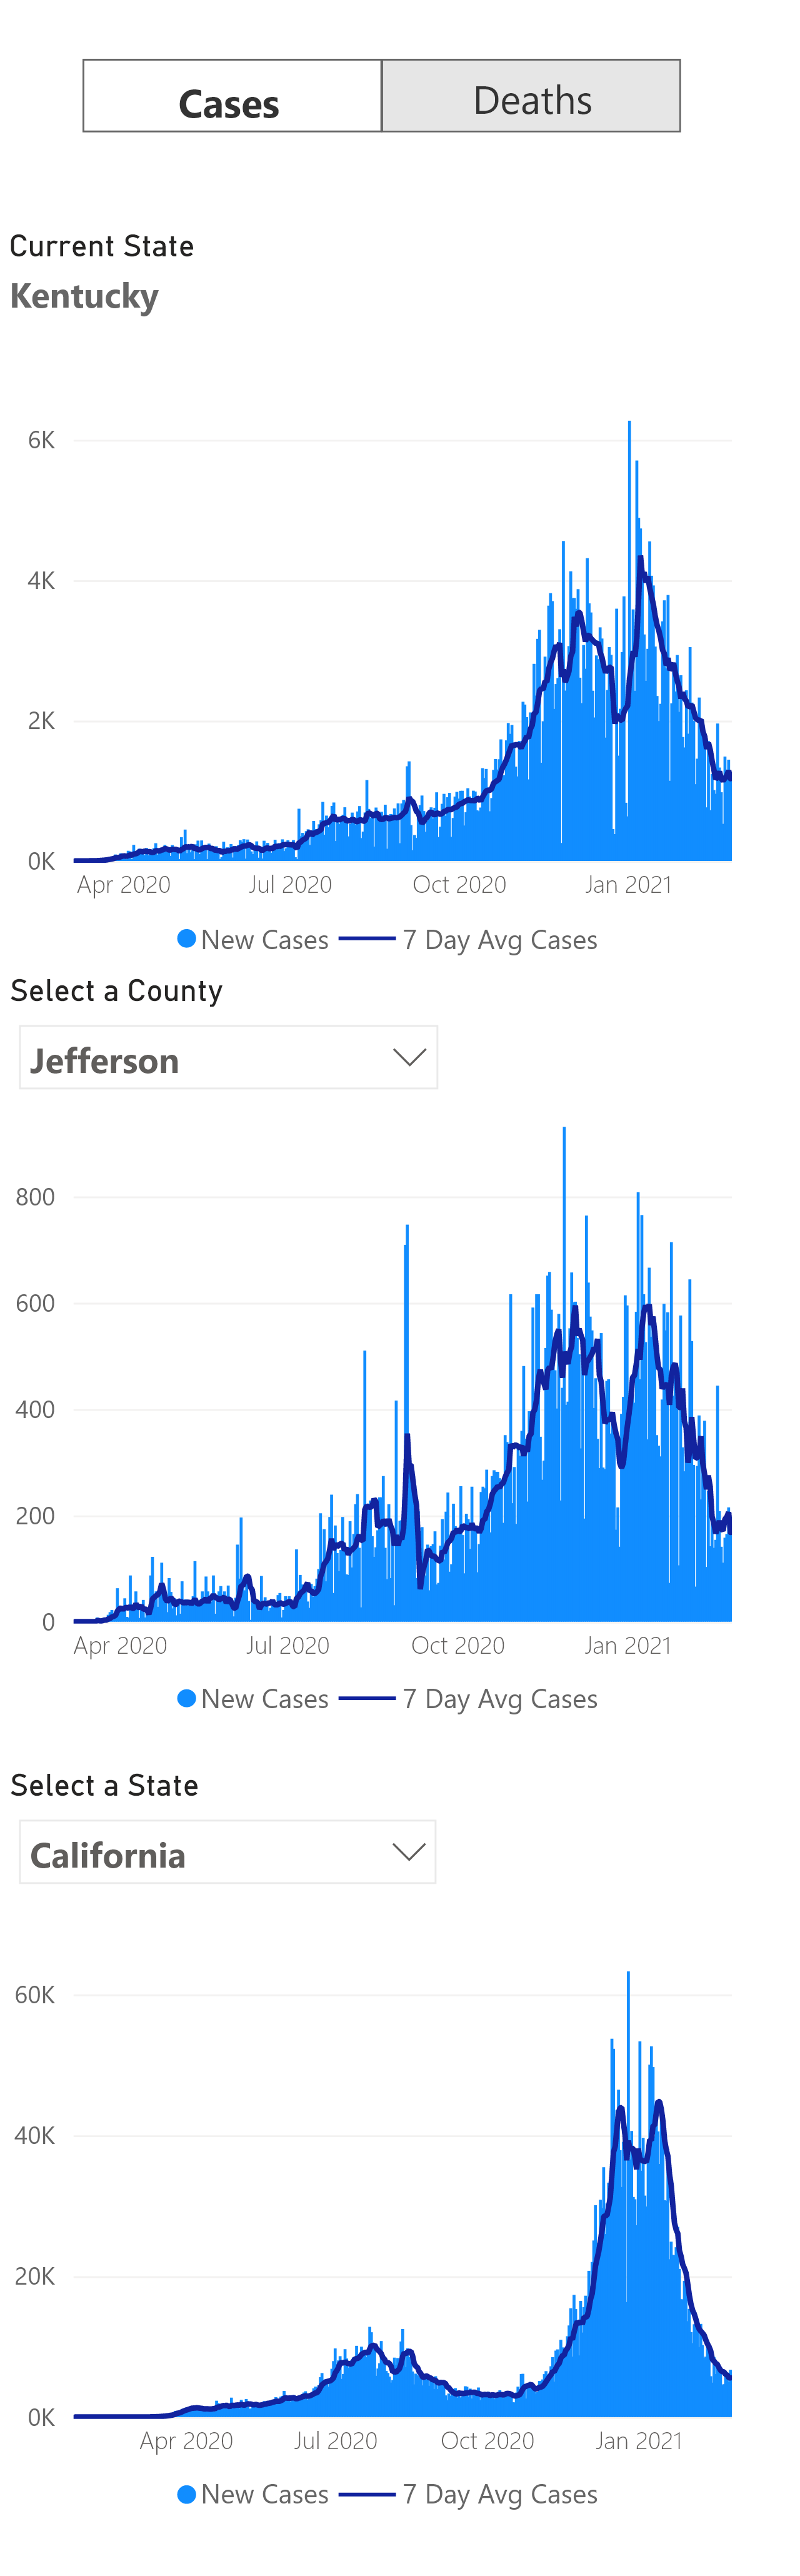 Cases Deaths
Current State
Kentucky
6K
4K
2K
0K
Apr 2020 Jul 2020 Oct 2020 Jan 2021
New Cases 7 Day Avg Cases
Select a County
Jefferson
800
600
400
200
0
Apr 2020 Jul 2020 Oct 2020 Jan 2021
New Cases 7 Day Avg Cases
Select a State
California
60K
40K
20K
0K
Apr 2020 Jul 2020 Oct 2020 Jan 2021
New Cases 7 Day Avg Cases